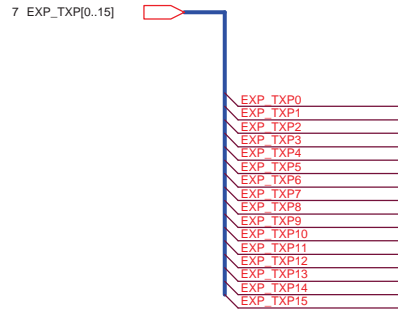 7 EXP_TXP[0..15]
EXP_TXP0
EXP_TXP1
EXP_TXP2
EXP_TXP3
EXP_TXP4
EXP_TXP5
EXP_TXP6
EXP_TXP7
EXP_TXP8
EXP_TXP9
EXP_TXP10
EXP_TXP11
EXP_TXP12
EXP_TXP13
EXP_TXP14
EXP_TXP15